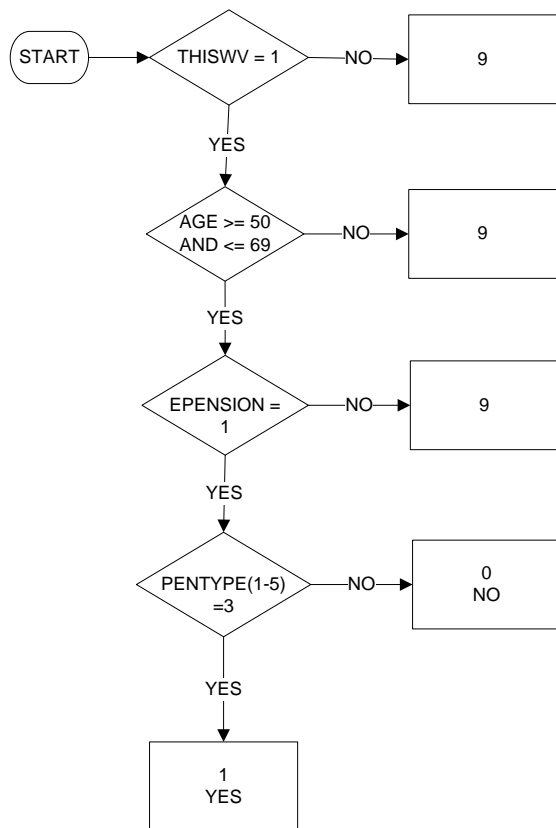 START
THISWV = 1
NO
9
YES
AGE >= 50
AND <= 69
NO
9
YES
EPENSION =
1
NO
9
YES
PENTYPE(1-5)
=3
NO
0
NO
YES
1
YES